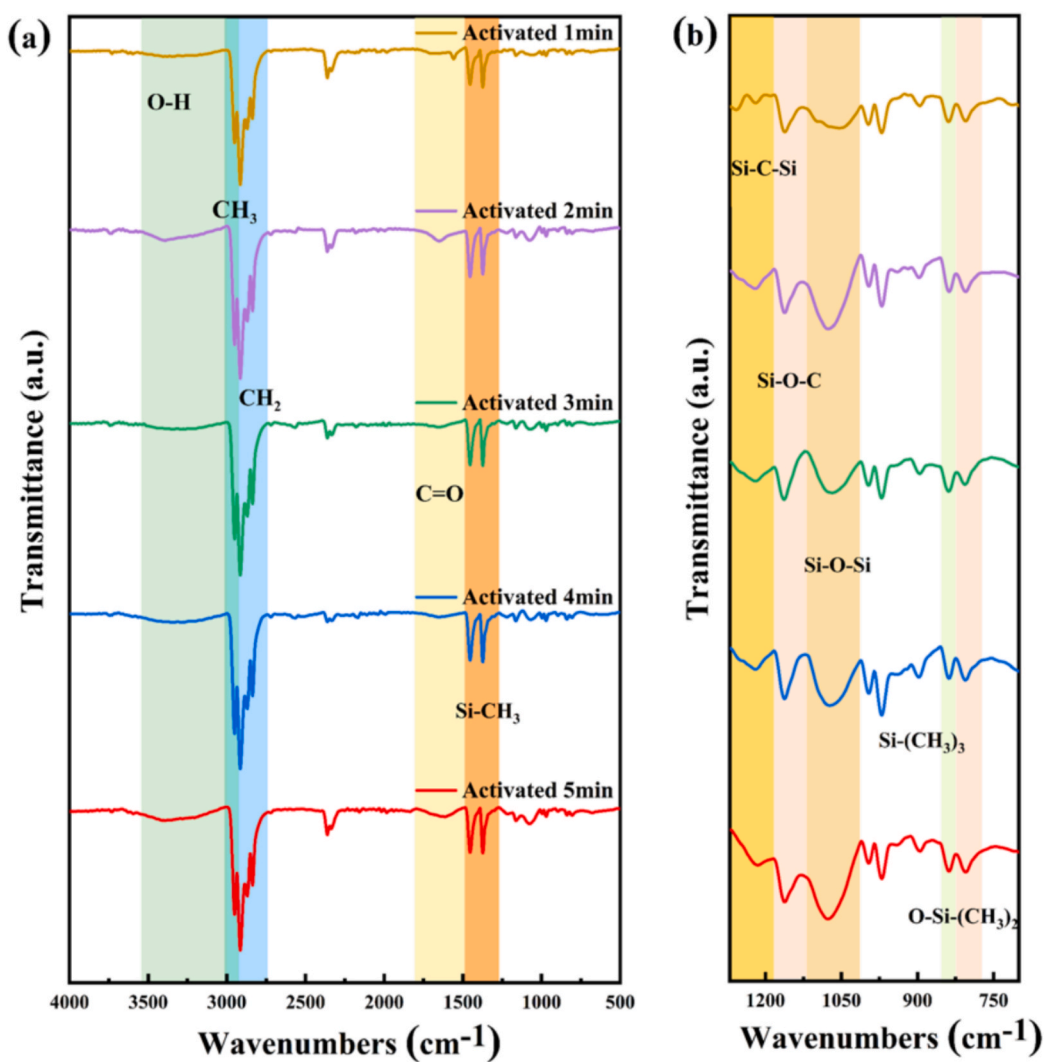 (a)
Activated 1min
O-H
CH₃
Activated 2min
CH₂
Activated 3min
C=O
Activated 4min
Si-CH₃
Activated 5min
4000 3500 3000 2500 2000 1500 1000 500
Wavenumbers (cm⁻¹)
Transmittance (a.u.)
(b)
Si-C-Si
Si-O-C
Si-O-Si
Si-(CH₃)₃
O-Si-(CH₃)₂
1200 1050 900 750
Wavenumbers (cm⁻¹)
Transmittance (a.u.)